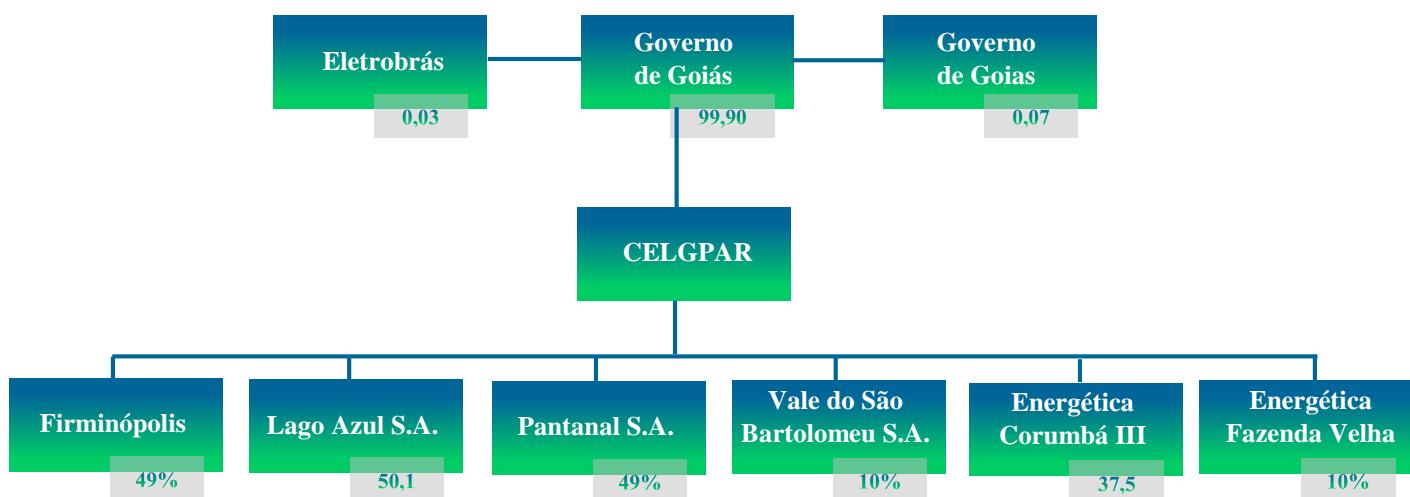 Eletrobrás
0,03
Governo
de Goiás
99,90
Governo
de Goias
0,07
CELGPAR
Firminópolis
49%
Lago Azul S.A.
50,1
Pantanal S.A.
49%
Vale do São
Bartolomeu S.A.
10%
Energética
Corumbá III
37,5
Energética
Fazenda Velha
10%